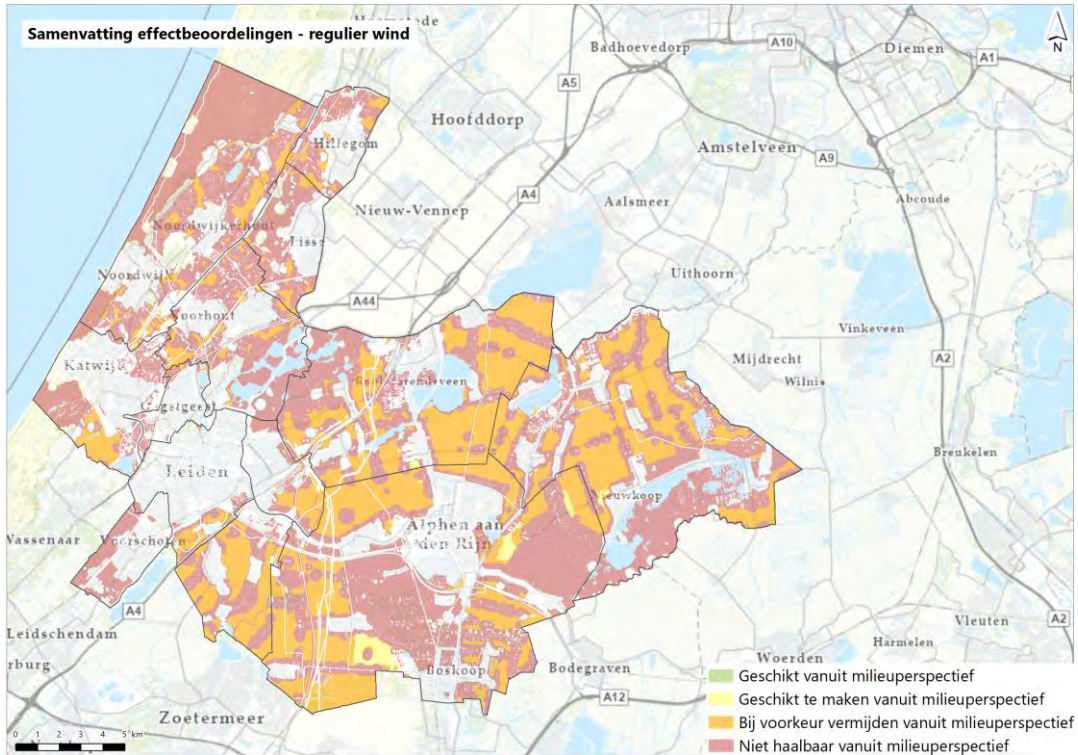 Samenvatting effectbeoordelingen - regulier wind
Badhoevedorp
A10
Diemen
A1
N
A5
Hoofddorp
Hillegom
Amstelveen
A9
A4
Nieuw-Vennep
Aalsmeer
Abcoude
Noordwijkerhout
Lisse
Noordwijk
Uithoorn
A44
Voorhout
Vinkeveen
Katwijk
Mijdrecht
A2
Wilnis
Oegstgeest
Leiden
Breukelen
Nieuwkoop
Alphen aan
den Rijn
Wassenaar
Voorschoten
A4
Leidschendam
Vleuten
A2
Harmelen
Woerden
Boskoop
Bodegraven
A12
Zoetermeer
Geschikt vanuit milieuperspectief
Geschikt te maken vanuit milieuperspectief
Bij voorkeur vermijden vanuit milieuperspectief
Niet haalbaar vanuit milieuperspectief
0 1 2 3 4 5 km